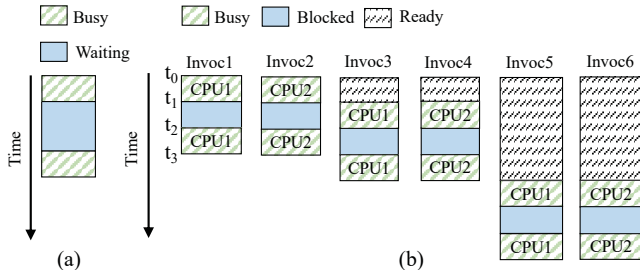 Busy
Waiting
Time
(a)
Busy Blocked Ready
Invoc1 Invoc2 Invoc3 Invoc4 Invoc5 Invoc6
t0
t1
t2
t3
Time
CPU1 CPU2
CPU1 CPU2
CPU1 CPU2
CPU1 CPU2
CPU1 CPU2
CPU1 CPU2
(b)